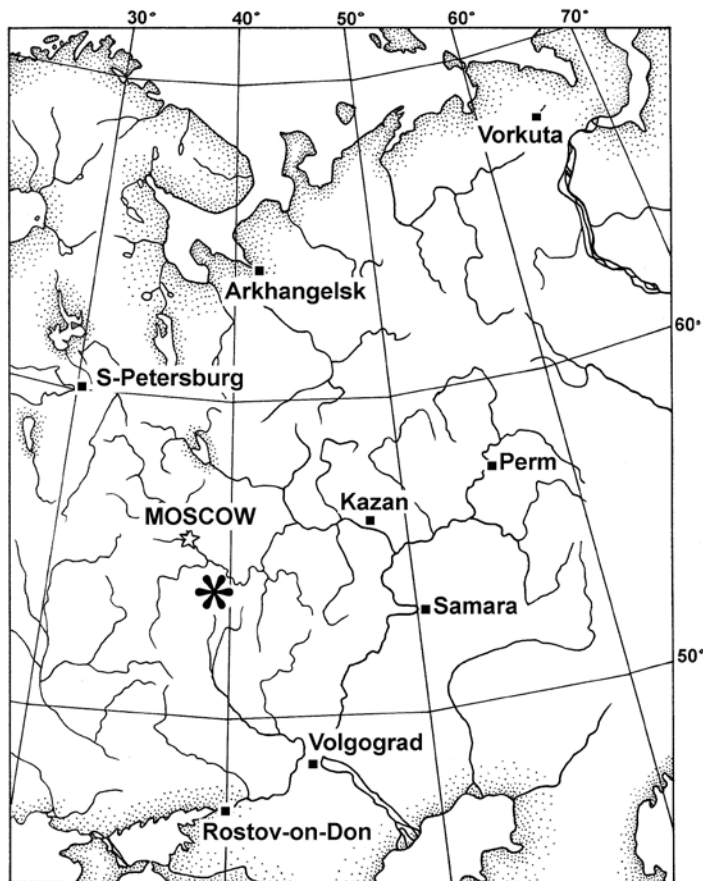 30° 40° 50° 60° 70°
Vorkuta
Arkhangelsk
60°
S-Petersburg
Perm
Kazan
MOSCOW
*
Samara
50°
Volgograd
Rostov-on-Don